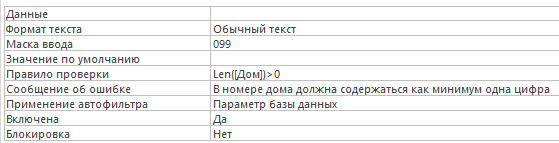 Данные
Формат текста Обычный текст
Маска ввода 099
Значение по умолчанию
Правило проверки Len([Дом])>0
Сообщение об ошибке В номере дома должна содержаться как минимум одна цифра
Применение автофильтра Параметр базы данных
Включена Да
Блокировка Нет